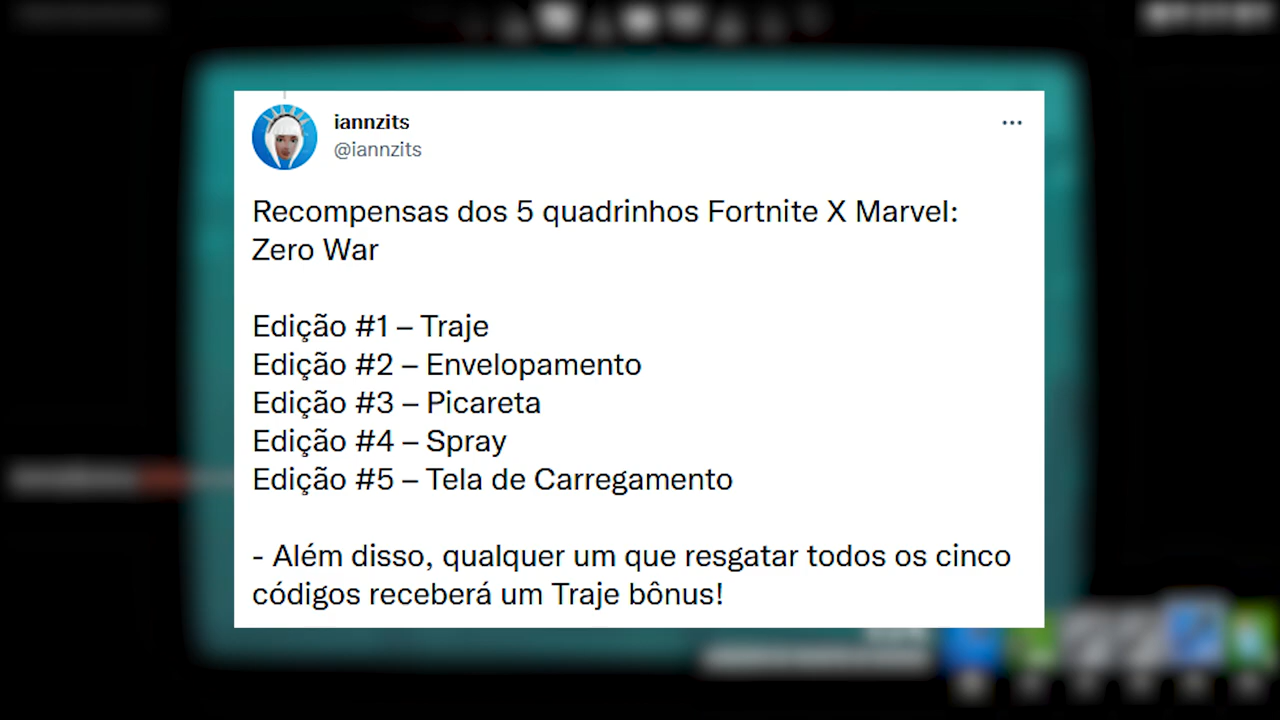 iannzits
@iannzits
Recompensas dos 5 quadrinhos Fortnite X Marvel:
Zero War
Edição #1 – Traje
Edição #2 – Envelopamento
Edição #3 – Picareta
Edição #4 – Spray
Edição #5 – Tela de Carregamento
- Além disso, qualquer um que resgatar todos os cinco
códigos receberá um Traje bônus!